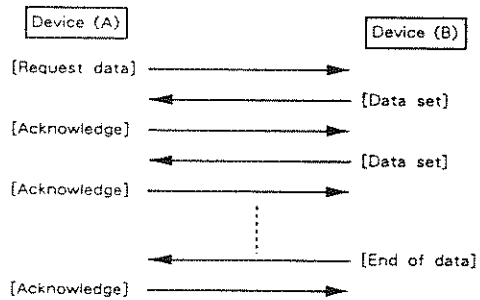 Device (A)
Device (B)
[Request data]
[Data set]
[Acknowledge]
[Data set]
[Acknowledge]
[End of data]
[Acknowledge]